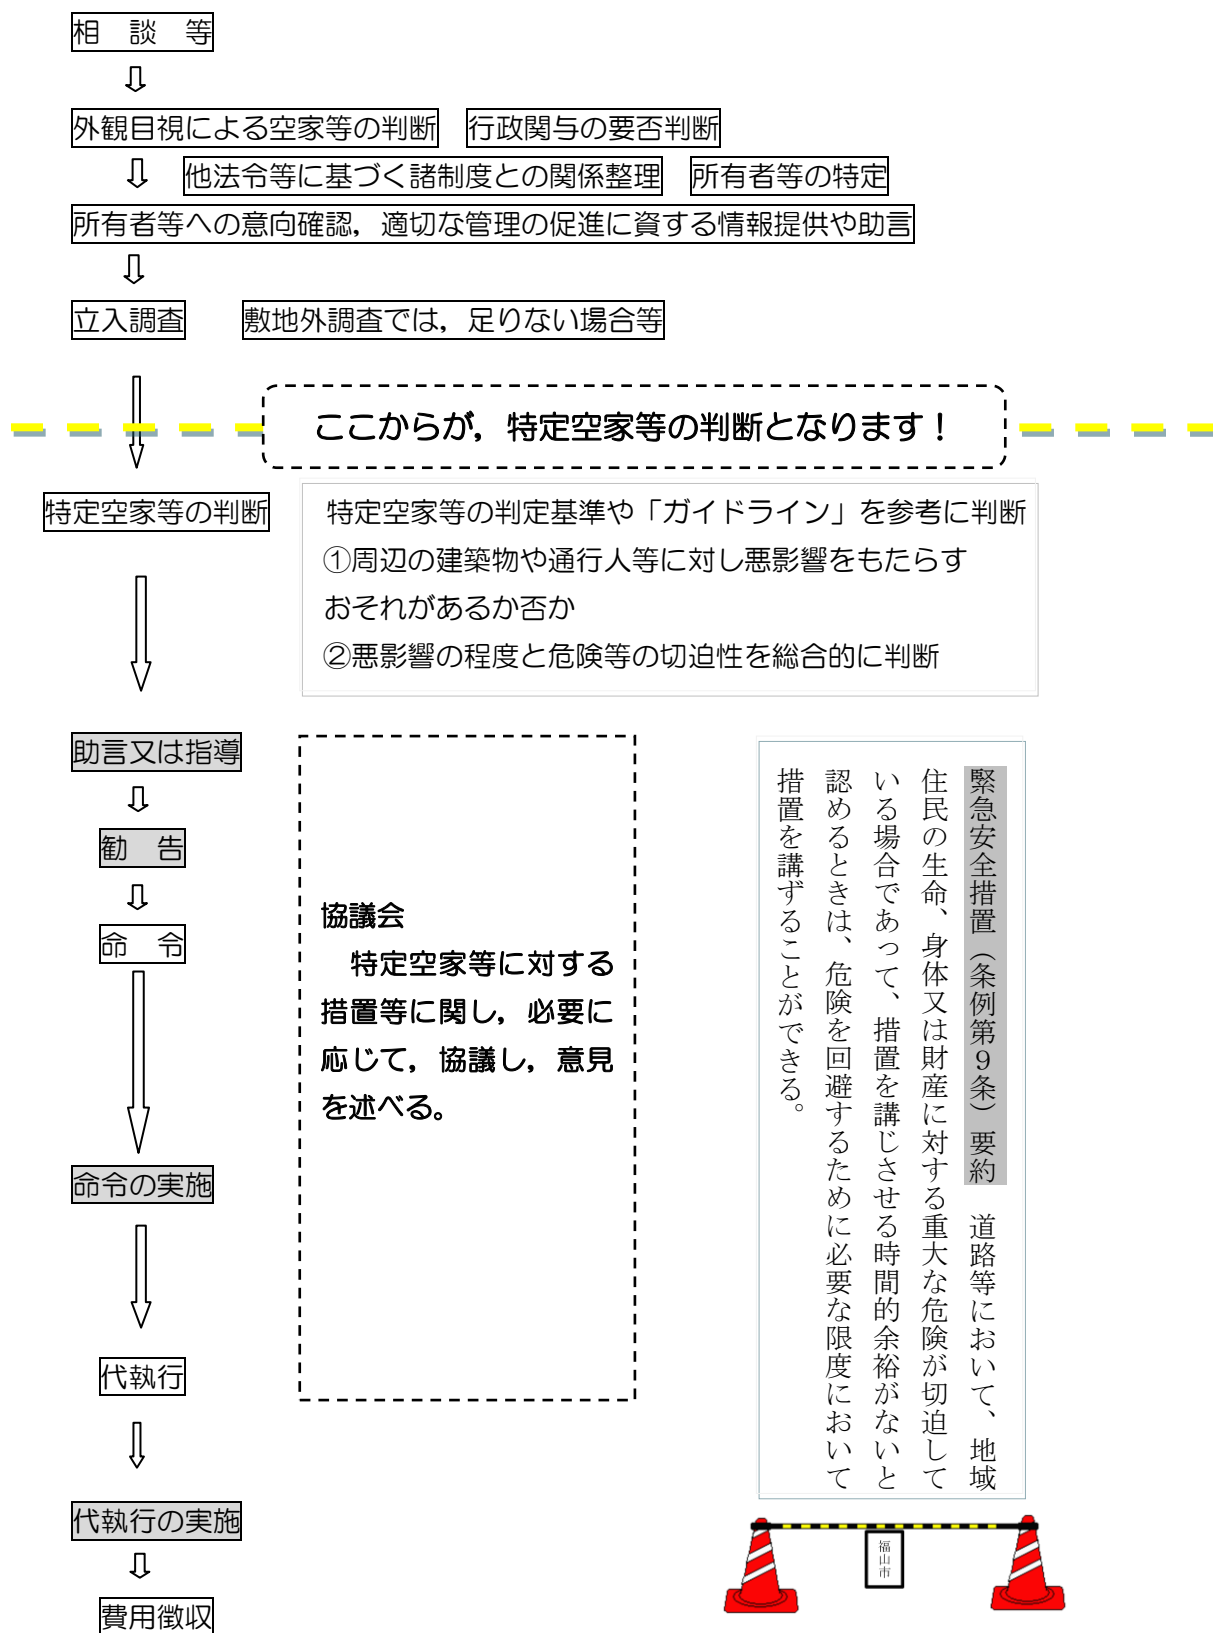 相　談　等
外観目視による空家等の判断　行政関与の要否判断
他法令等に基づく諸制度との関係整理　所有者等の特定
所有者等への意向確認，適切な管理の促進に資する情報提供や助言
立入調査　　敷地外調査では，足りない場合等
ここからが，特定空家等の判断となります！
特定空家等の判断
特定空家等の判定基準や「ガイドライン」を参考に判断
①周辺の建築物や通行人等に対し悪影響をもたらす
おそれがあるか否か
②悪影響の程度と危険等の切迫性を総合的に判断
助言又は指導
勧　告
命　令
命令の実施
代執行
代執行の実施
費用徴収
協議会
特定空家等に対する
措置等に関し，必要に
応じて，協議し，意見
を述べる。
緊急安全措置（条例第９条）要約　道路等において、地域
住民の生命、身体又は財産に対する重大な危険が切迫して
いる場合であって、措置を講じさせる時間的余裕がないと
認めるときは、危険を回避するために必要な限度において
措置を講ずることができる。
福山市